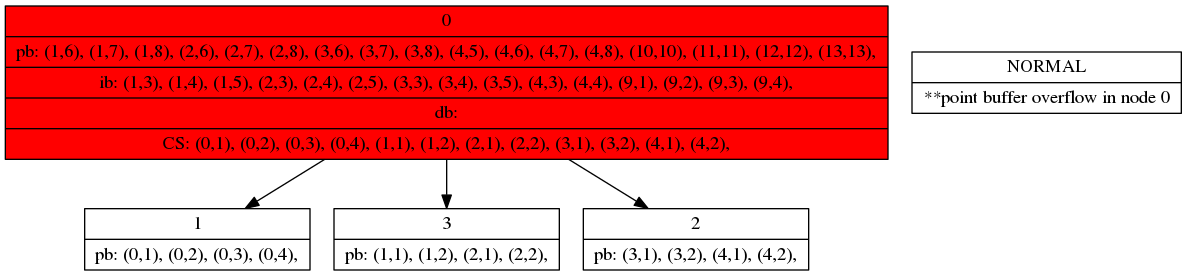 0
pb: (1,6), (1,7), (1,8), (2,6), (2,7), (2,8), (3,6), (3,7), (3,8), (4,5), (4,6), (4,7), (4,8), (10,10), (11,11), (12,12), (13,13),
ib: (1,3), (1,4), (1,5), (2,3), (2,4), (2,5), (3,3), (3,4), (3,5), (4,3), (4,4), (9,1), (9,2), (9,3), (9,4),
db:
CS: (0,1), (0,2), (0,3), (0,4), (1,1), (1,2), (2,1), (2,2), (3,1), (3,2), (4,1), (4,2),
NORMAL
**point buffer overflow in node 0
1
pb: (0,1), (0,2), (0,3), (0,4),
3
pb: (1,1), (1,2), (2,1), (2,2),
2
pb: (3,1), (3,2), (4,1), (4,2),